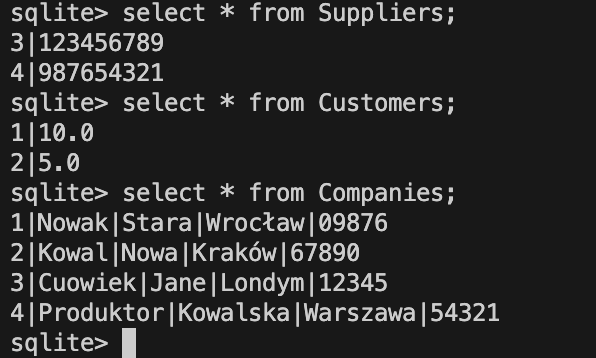 sqlite> select * from Suppliers;
3|123456789
4|987654321
sqlite> select * from Customers;
1|10.0
2|5.0
sqlite> select * from Companies;
1|Nowak|Stara|Wrocław|09876
2|Kowal|Nowa|Kraków|67890
3|Cuowiek|Jane|Londym|12345
4|Produktor|Kowalska|Warszawa|54321
sqlite>